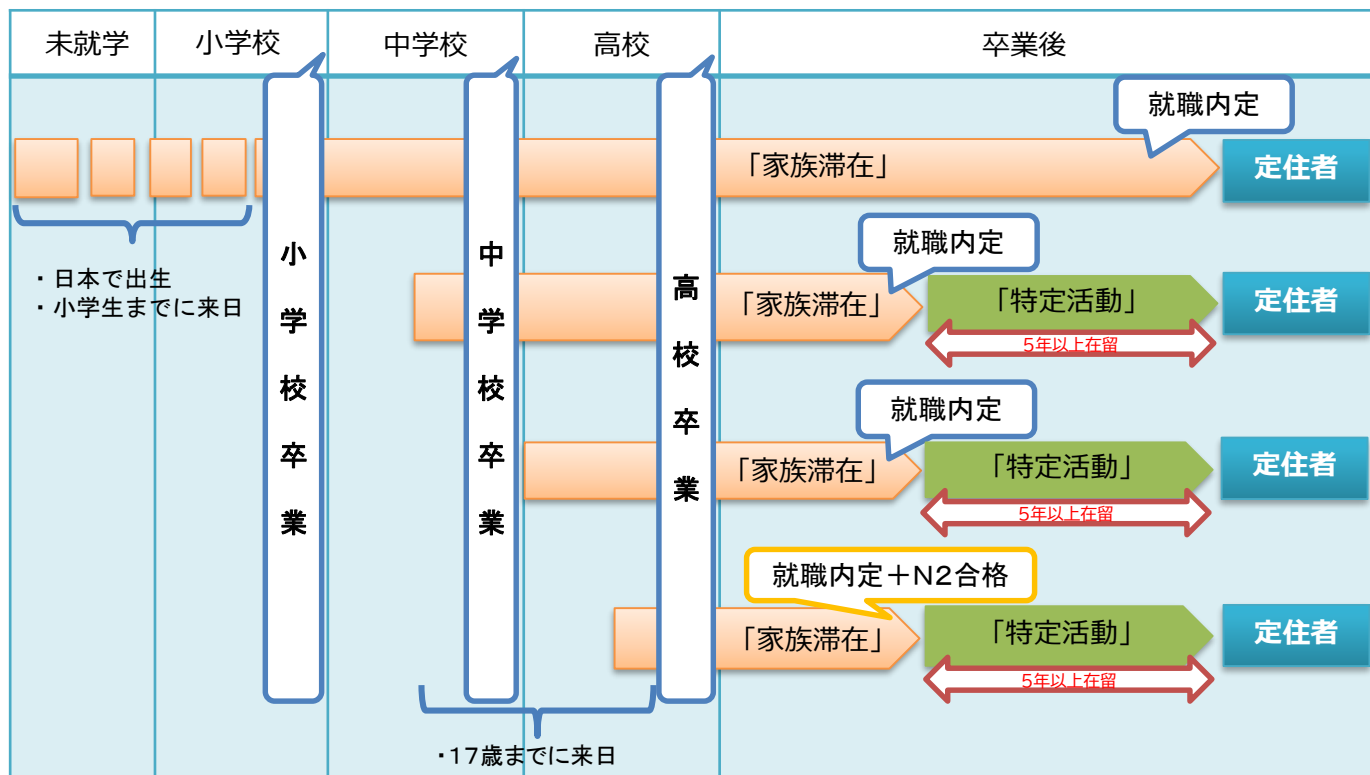 未就学
小学校
中学校
高校
卒業後
就職内定
「家族滞在」
定住者
・日本で出生
・小学生までに来日
小学校卒業
中学校卒業
高校卒業
就職内定
「家族滞在」
「特定活動」
定住者
5年以上在留
就職内定
「家族滞在」
「特定活動」
定住者
5年以上在留
就職内定＋N２合格
「家族滞在」
「特定活動」
定住者
5年以上在留
・１７歳までに来日